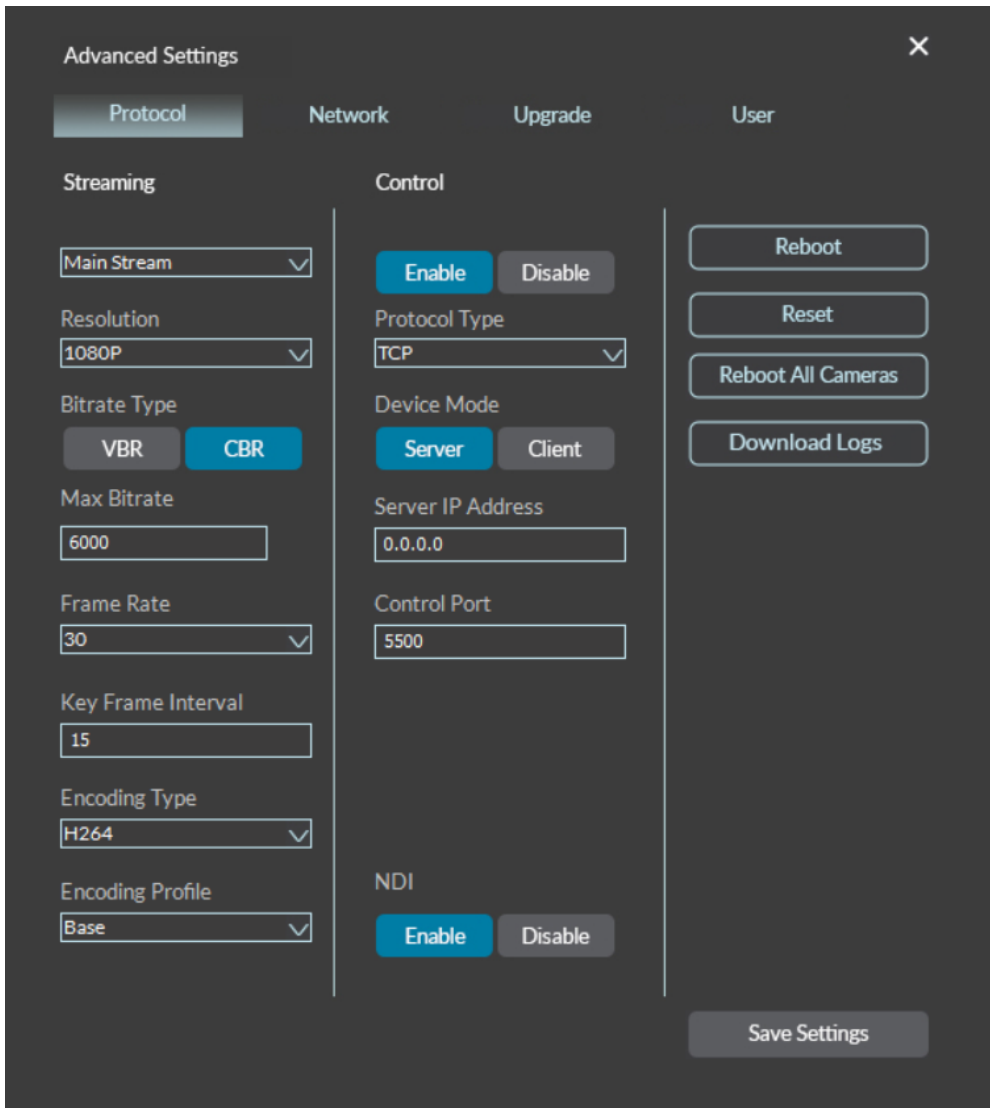 Advanced Settings
Protocol Network Upgrade User
Streaming
Main Stream
Resolution
1080P
Bitrate Type
VBR CBR
Max Bitrate
6000
Frame Rate
30
Key Frame Interval
15
Encoding Type
H264
Encoding Profile
Base
Control
Enable Disable
Protocol Type
TCP
Device Mode
Server Client
Server IP Address
0.0.0.0
Control Port
5500
NDI
Enable Disable
Reboot
Reset
Reboot All Cameras
Download Logs
Save Settings